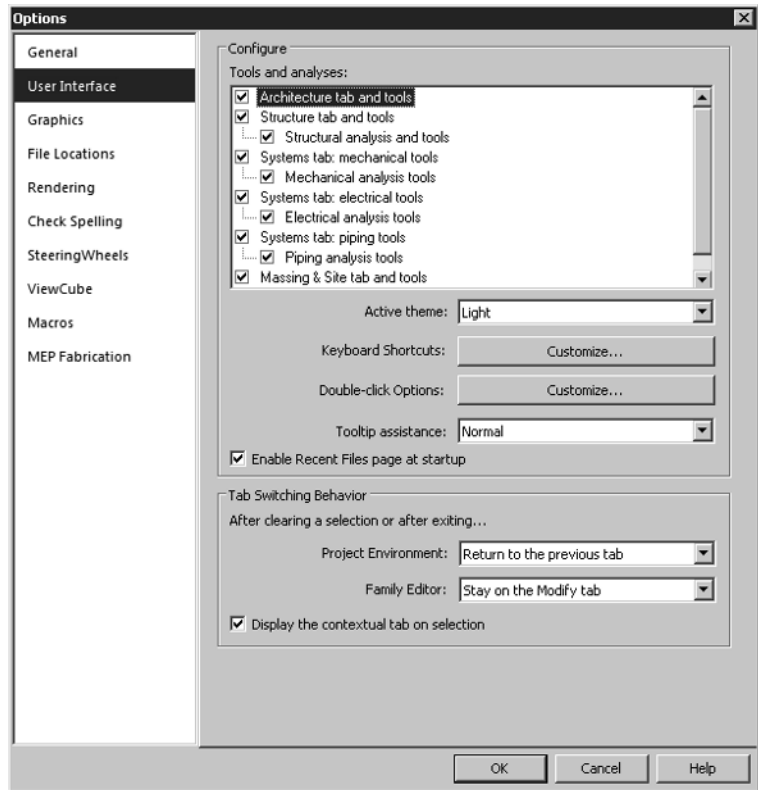 Options
General
User Interface
Graphics
File Locations
Rendering
Check Spelling
SteeringWheels
ViewCube
Macros
MEP Fabrication
Configure
Tools and analyses:
Architecture tab and tools
Structure tab and tools
Structural analysis and tools
Systems tab: mechanical tools
Mechanical analysis tools
Systems tab: electrical tools
Electrical analysis tools
Systems tab: piping tools
Piping analysis tools
Massing & Site tab and tools
Active theme: Light
Keyboard Shortcuts: Customize...
Double-click Options: Customize...
Tooltip assistance: Normal
Enable Recent Files page at startup
Tab Switching Behavior
After clearing a selection or after exiting...
Project Environment: Return to the previous tab
Family Editor: Stay on the Modify tab
Display the contextual tab on selection
OK Cancel Help